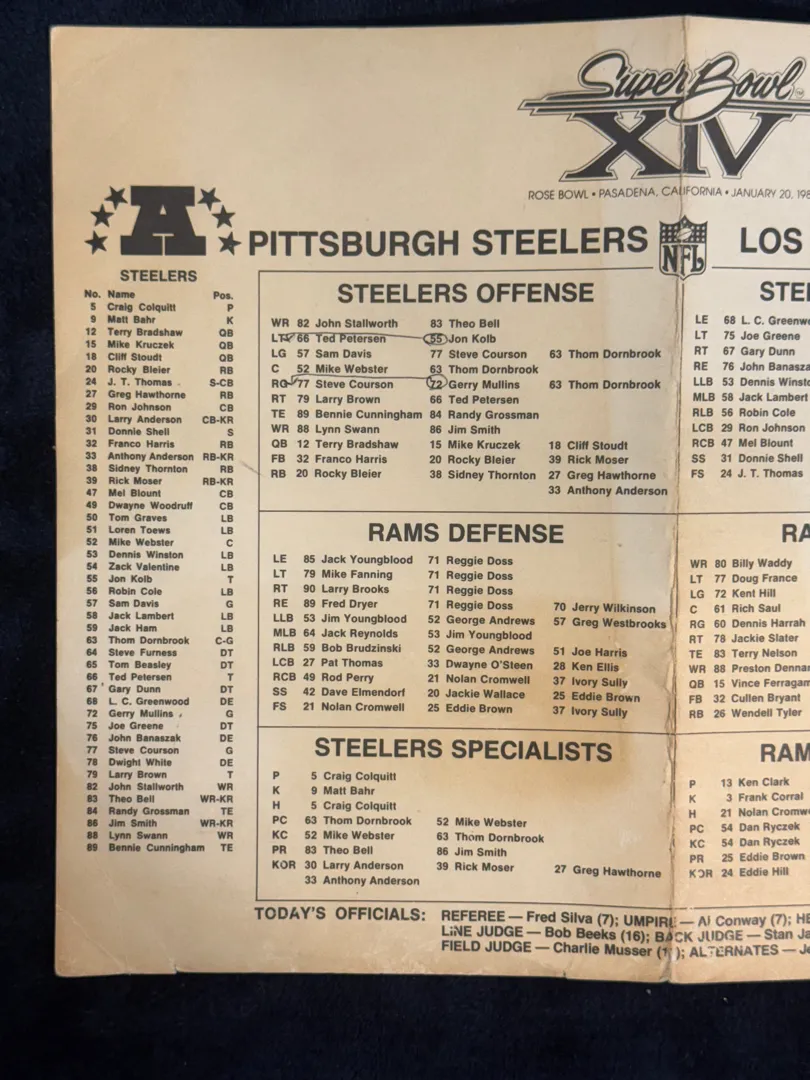 Super Bowl
XIV
ROSE BOWL • PASADENA, CALIFORNIA • JANUARY 20, 198
A
PITTSBURGH STEELERS
NFL
LOS
STEELERS
No. Name Pos.
5 Craig Colquitt P
9 Matt Bahr K
12 Terry Bradshaw QB
15 Mike Kruczek QB
18 Cliff Stoudt QB
20 Rocky Bleier RB
24 J. T. Thomas S-CB
27 Greg Hawthorne RB
29 Ron Johnson CB
30 Larry Anderson CB-KR
31 Donnie Shell S
32 Franco Harris RB
33 Anthony Anderson RB-KR
38 Sidney Thornton RB
39 Rick Moser RB-KR
47 Mel Blount CB
49 Dwayne Woodruff CB
50 Tom Graves LB
51 Loren Toews LB
52 Mike Webster C
53 Dennis Winston LB
54 Zack Valentine LB
55 Jon Kolb T
56 Robin Cole LB
57 Sam Davis G
58 Jack Lambert LB
59 Jack Ham LB
63 Thom Dornbrook C-G
64 Steve Furness DT
65 Tom Beasley DT
66 Ted Petersen T
67 Gary Dunn DT
68 L. C. Greenwood DE
72 Gerry Mullins G
75 Joe Greene DT
76 John Banaszak DE
77 Steve Courson G
78 Dwight White DE
79 Larry Brown T
82 John Stallworth WR
83 Theo Bell WR-KR
84 Randy Grossman TE
86 Jim Smith WR-KR
88 Lynn Swann WR
89 Bennie Cunningham TE
STEELERS OFFENSE
WR 82 John Stallworth 83 Theo Bell
LT 66 Ted Petersen 55 Jon Kolb
LG 57 Sam Davis 77 Steve Courson 63 Thom Dornbrook
C 52 Mike Webster 63 Thom Dornbrook
RG 77 Steve Courson 72 Gerry Mullins 63 Thom Dornbrook
RT 79 Larry Brown 66 Ted Petersen
TE 89 Bennie Cunningham 84 Randy Grossman
WR 88 Lynn Swann 86 Jim Smith
QB 12 Terry Bradshaw 15 Mike Kruczek 18 Cliff Stoudt
FB 32 Franco Harris 20 Rocky Bleier 39 Rick Moser
RB 20 Rocky Bleier 38 Sidney Thornton 27 Greg Hawthorne
33 Anthony Anderson
RAMS DEFENSE
LE 85 Jack Youngblood 71 Reggie Doss
LT 79 Mike Fanning 71 Reggie Doss
RT 90 Larry Brooks 71 Reggie Doss
RE 89 Fred Dryer 71 Reggie Doss 70 Jerry Wilkinson
LLB 53 Jim Youngblood 52 George Andrews 57 Greg Westbrooks
MLB 64 Jack Reynolds 53 Jim Youngblood
RLB 59 Bob Brudzinski 52 George Andrews 51 Joe Harris
LCB 27 Pat Thomas 33 Dwayne O'Steen 28 Ken Ellis
RCB 49 Rod Perry 21 Nolan Cromwell 37 Ivory Sully
SS 42 Dave Elmendorf 20 Jackie Wallace 25 Eddie Brown
FS 21 Nolan Cromwell 25 Eddie Brown 37 Ivory Sully
STEELERS SPECIALISTS
P 5 Craig Colquitt
K 9 Matt Bahr
H 5 Craig Colquitt
PC 63 Thom Dornbrook 52 Mike Webster
KC 52 Mike Webster 63 Thom Dornbrook
PR 83 Theo Bell 86 Jim Smith
KOR 30 Larry Anderson 39 Rick Moser 27 Greg Hawthorne
33 Anthony Anderson
STE
LE 68 L. C. Greenw
LT 75 Joe Greene
RT 67 Gary Dunn
RE 76 John Banasz
LLB 53 Dennis Winst
MLB 58 Jack Lambert
RLB 56 Robin Cole
LCB 29 Ron Johnson
RCB 47 Mel Blount
SS 31 Donnie Shell
FS 24 J. T. Thomas
RA
WR 80 Billy Waddy
LT 77 Doug France
LG 72 Kent Hill
C 61 Rich Saul
RG 60 Dennis Harrah
RT 78 Jackie Slater
TE 83 Terry Nelson
WR 88 Preston Denna
QB 15 Vince Ferragam
FB 32 Cullen Bryant
RB 26 Wendell Tyler
RAM
P 13 Ken Clark
K 3 Frank Corral
H 21 Nolan Cromw
PC 54 Dan Ryczek
KC 54 Dan Ryczek
PR 25 Eddie Brown
KOR 24 Eddie Hill
TODAY'S OFFICIALS: REFEREE — Fred Silva (7); UMPIRE — Al Conway (7); HE
LINE JUDGE — Bob Beeks (16); BACK JUDGE — Stan Ja
FIELD JUDGE — Charlie Musser ( ); ALTERNATES — Je